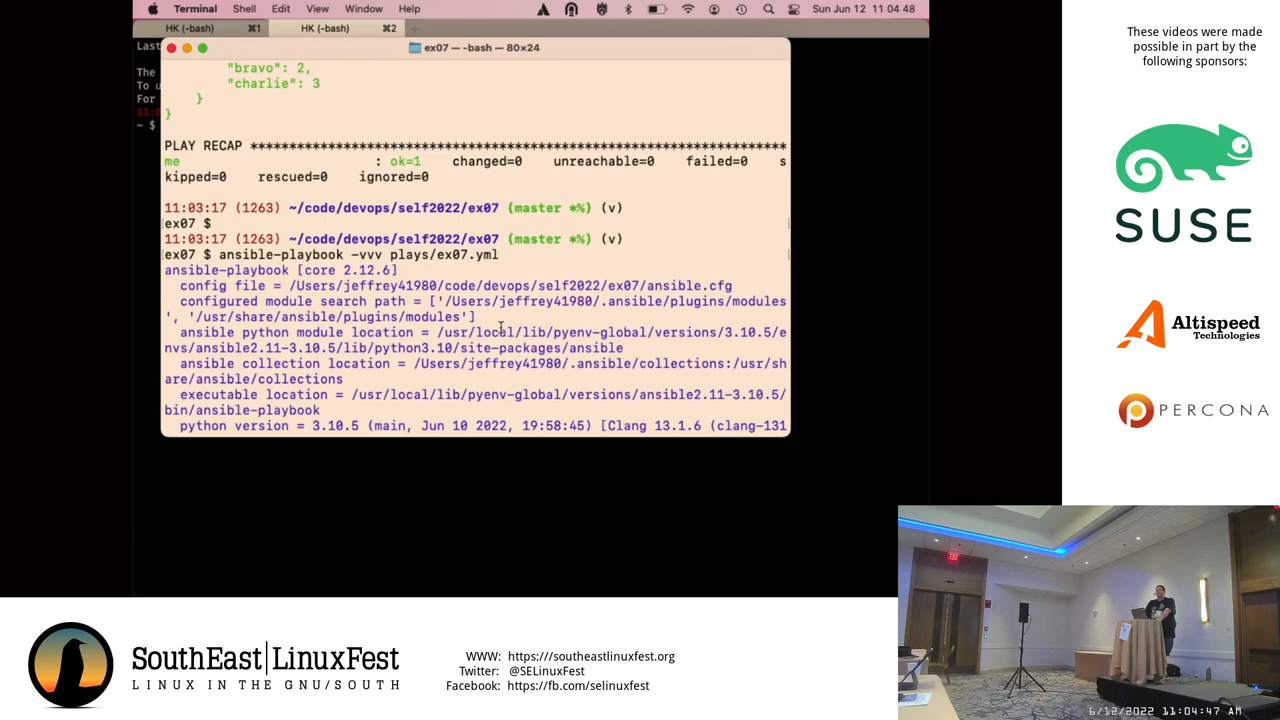 Terminal Shell Edit View Window Help Sun Jun 12 11 04 48
HK (-bash) ⌘1 HK (-bash) ⌘2 +
ex07 — -bash — 80×24
Last
The
To u
For
11:0
~ $
"bravo": 2,
"charlie": 3
}
}
PLAY RECAP *********************************************************************
me : ok=1 changed=0 unreachable=0 failed=0 s
kipped=0 rescued=0 ignored=0
11:03:17 (1263) ~/code/devops/self2022/ex07 (master *%) (v)
[ex07 $ ]
11:03:17 (1263) ~/code/devops/self2022/ex07 (master *%) (v)
[ex07 $ ansible-playbook -vvv plays/ex07.yml ]
ansible-playbook [core 2.12.6]
config file = /Users/jeffrey41980/code/devops/self2022/ex07/ansible.cfg
configured module search path = ['/Users/jeffrey41980/.ansible/plugins/modules
', '/usr/share/ansible/plugins/modules']
ansible python module location = /usr/local/lib/pyenv-global/versions/3.10.5/e
nvs/ansible2.11-3.10.5/lib/python3.10/site-packages/ansible
ansible collection location = /Users/jeffrey41980/.ansible/collections:/usr/sh
are/ansible/collections
executable location = /usr/local/lib/pyenv-global/versions/ansible2.11-3.10.5/
bin/ansible-playbook
python version = 3.10.5 (main, Jun 10 2022, 19:58:45) [Clang 13.1.6 (clang-131
These videos were made
possible in part by the
following sponsors:
SUSE
Altispeed
Technologies
PERCONA
6/12/2022 11:04:47 AM
SouthEast LinuxFest
LINUX IN THE GNU/SOUTH
WWW: https:///southeastlinuxfest.org
Twitter: @SELinuxFest
Facebook: https://fb.com/selinuxfest